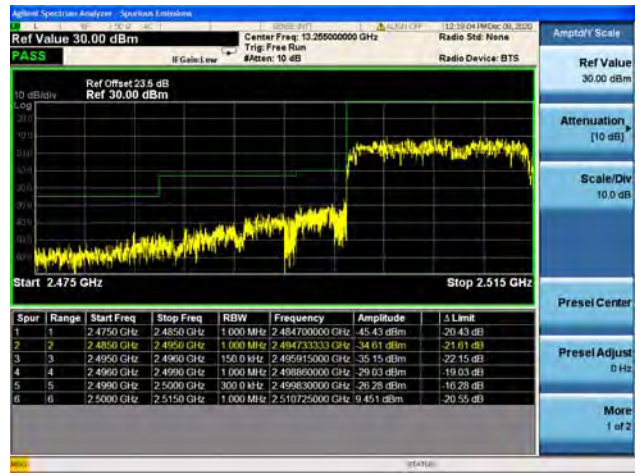 Agilent Spectrum Analyzer - Spurious Emissions
SENSE:INT
ALIGN OFF
12:19:04 PM Dec 08, 2020
Ref Value 30.00 dBm
Center Freq: 13.255000000 GHz
Radio Std: None
Trig: Free Run
PASS
IFGain:Low
#Atten: 10 dB
Radio Device: BTS
Ref Offset 23.5 dB
10 dB/div
Ref 30.00 dBm
Log
Start 2.475 GHz
Stop 2.515 GHz
Spur Range Start Freq Stop Freq RBW Frequency Amplitude Δ Limit
1 1 2.4750 GHz 2.4850 GHz 1.000 MHz 2.484700000 GHz -45.43 dBm -20.43 dB
2 2 2.4850 GHz 2.4950 GHz 1.000 MHz 2.494733333 GHz -34.61 dBm -21.61 dB
3 3 2.4950 GHz 2.4960 GHz 150.0 kHz 2.495915000 GHz -35.15 dBm -22.15 dB
4 4 2.4960 GHz 2.4990 GHz 1.000 MHz 2.498860000 GHz -29.03 dBm -19.03 dB
5 5 2.4990 GHz 2.5000 GHz 300.0 kHz 2.499830000 GHz -26.28 dBm -16.28 dB
6 6 2.5000 GHz 2.5150 GHz 1.000 MHz 2.510725000 GHz 9.451 dBm -20.55 dB
Amptd/Y Scale
Ref Value
30.00 dBm
Attenuation
[10 dB]
Scale/Div
10.0 dB
Presel Center
Presel Adjust
0 Hz
More
1 of 2
MSG
STATUS